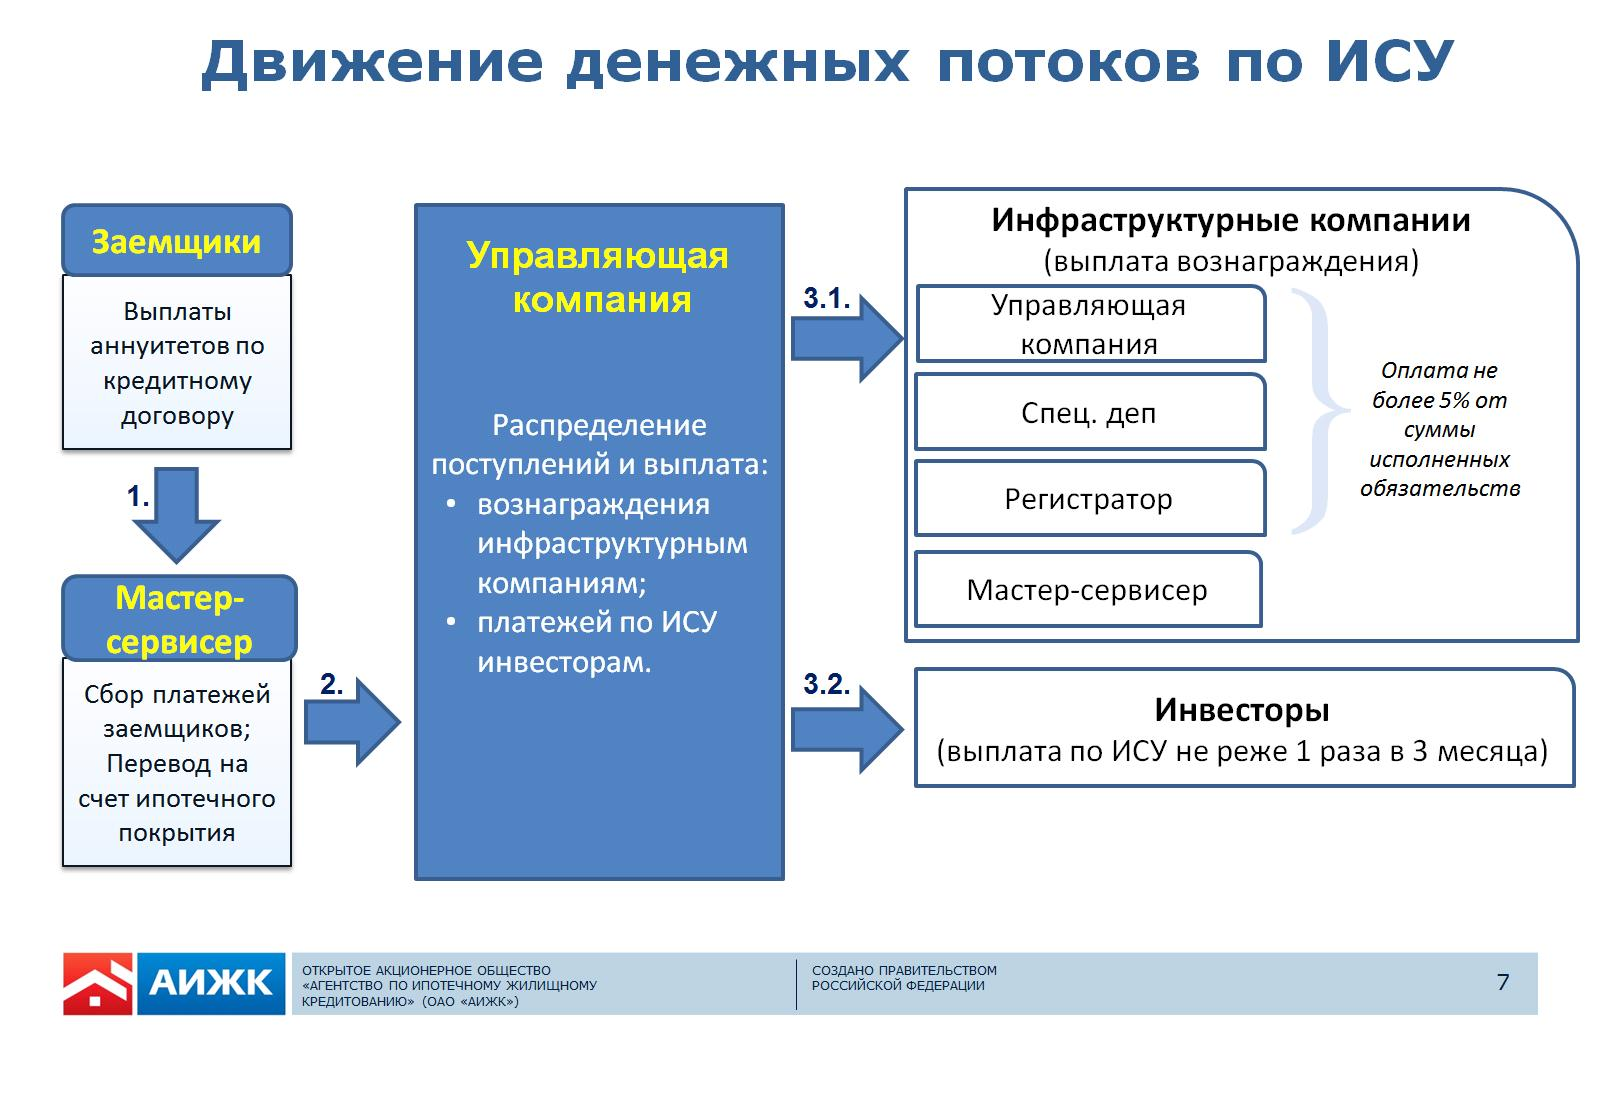 Движение денежных потоков по ИСУ
Заемщики
Выплаты
аннуитетов по
кредитному
договору
1.
Мастер-
сервисер
Сбор платежей
заемщиков;
Перевод на
счет ипотечного
покрытия
2.
Управляющая
компания
Распределение
поступлений и выплата:
• вознаграждения
инфраструктурным
компаниям;
• платежей по ИСУ
инвесторам.
3.1.
Инфраструктурные компании
(выплата вознаграждения)
Управляющая
компания
Спец. деп
Регистратор
Мастер-сервисер
Оплата не
более 5% от
суммы
исполненных
обязательств
3.2.
Инвесторы
(выплата по ИСУ не реже 1 раза в 3 месяца)
АИЖК
ОТКРЫТОЕ АКЦИОНЕРНОЕ ОБЩЕСТВО
«АГЕНТСТВО ПО ИПОТЕЧНОМУ ЖИЛИЩНОМУ
КРЕДИТОВАНИЮ» (ОАО «АИЖК»)
СОЗДАНО ПРАВИТЕЛЬСТВОМ
РОССИЙСКОЙ ФЕДЕРАЦИИ
7